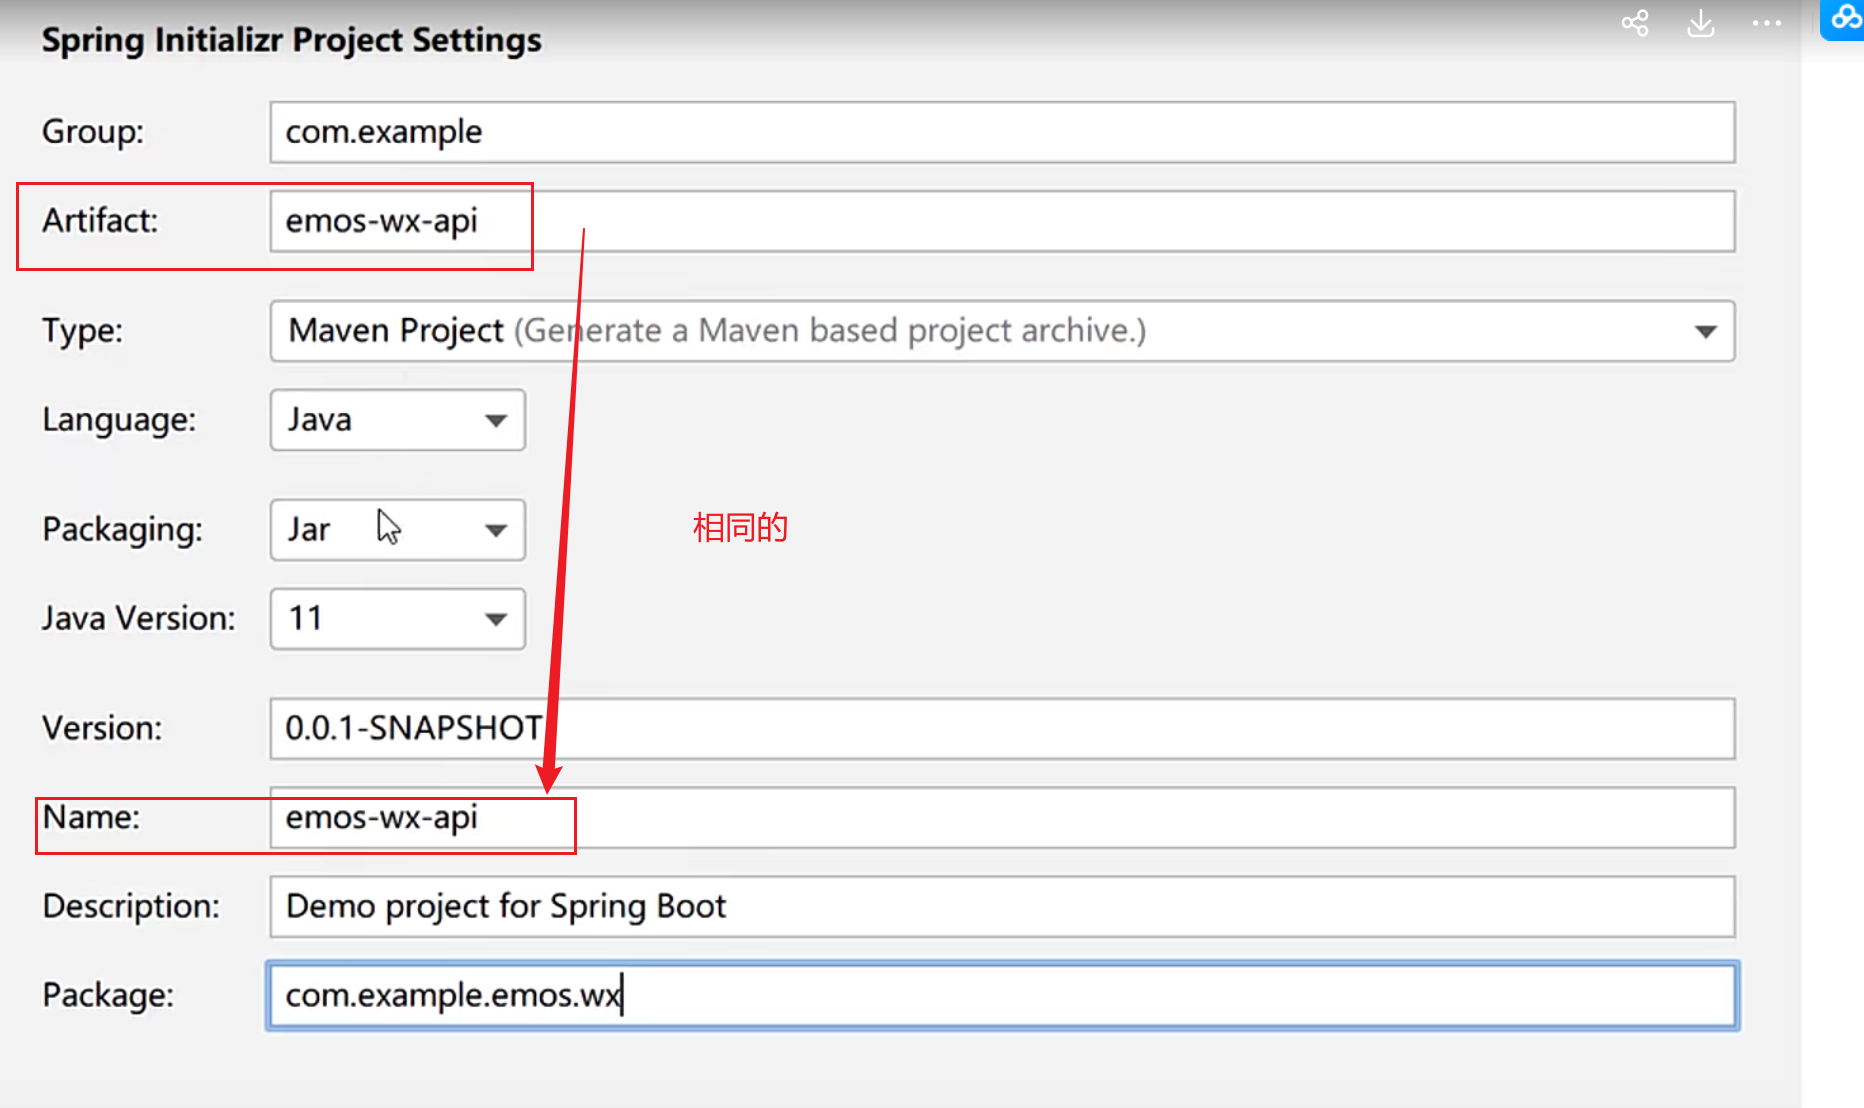 Spring Initializr Project Settings
Group: com.example
Artifact: emos-wx-api
Type: Maven Project (Generate a Maven based project archive.)
Language: Java
Packaging: Jar
相同的
Java Version: 11
Version: 0.0.1-SNAPSHOT
Name: emos-wx-api
Description: Demo project for Spring Boot
Package: com.example.emos.wx